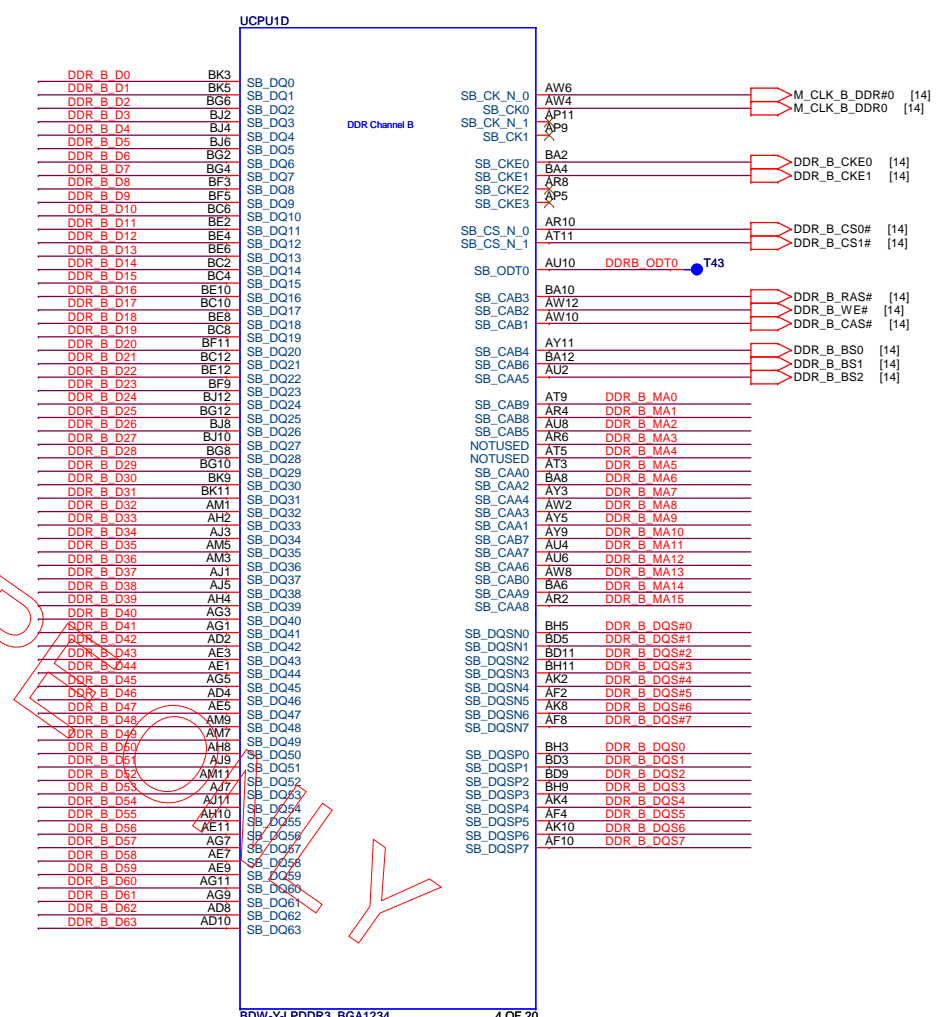 UCPU1D
DDR Channel B
DDR_B_D0 BK3 SB_DQ0
DDR_B_D1 BK5 SB_DQ1
DDR_B_D2 BG6 SB_DQ2
DDR_B_D3 BJ2 SB_DQ3
DDR_B_D4 BJ4 SB_DQ4
DDR_B_D5 BJ6 SB_DQ5
DDR_B_D6 BG2 SB_DQ6
DDR_B_D7 BG4 SB_DQ7
DDR_B_D8 BF3 SB_DQ8
DDR_B_D9 BF5 SB_DQ9
DDR_B_D10 BC6 SB_DQ10
DDR_B_D11 BE2 SB_DQ11
DDR_B_D12 BE4 SB_DQ12
DDR_B_D13 BE6 SB_DQ13
DDR_B_D14 BC2 SB_DQ14
DDR_B_D15 BC4 SB_DQ15
DDR_B_D16 BE10 SB_DQ16
DDR_B_D17 BC10 SB_DQ17
DDR_B_D18 BE8 SB_DQ18
DDR_B_D19 BC8 SB_DQ19
DDR_B_D20 BF11 SB_DQ20
DDR_B_D21 BC12 SB_DQ21
DDR_B_D22 BE12 SB_DQ22
DDR_B_D23 BF9 SB_DQ23
DDR_B_D24 BJ12 SB_DQ24
DDR_B_D25 BG12 SB_DQ25
DDR_B_D26 BJ8 SB_DQ26
DDR_B_D27 BJ10 SB_DQ27
DDR_B_D28 BG8 SB_DQ28
DDR_B_D29 BG10 SB_DQ29
DDR_B_D30 BK9 SB_DQ30
DDR_B_D31 BK11 SB_DQ31
DDR_B_D32 AM1 SB_DQ32
DDR_B_D33 AH2 SB_DQ33
DDR_B_D34 AJ3 SB_DQ34
DDR_B_D35 AM5 SB_DQ35
DDR_B_D36 AM3 SB_DQ36
DDR_B_D37 AJ1 SB_DQ37
DDR_B_D38 AJ5 SB_DQ38
DDR_B_D39 AH4 SB_DQ39
DDR_B_D40 AG3 SB_DQ40
DDR_B_D41 AG1 SB_DQ41
DDR_B_D42 AD2 SB_DQ42
DDR_B_D43 AE3 SB_DQ43
DDR_B_D44 AE1 SB_DQ44
DDR_B_D45 AG5 SB_DQ45
DDR_B_D46 AD4 SB_DQ46
DDR_B_D47 AE5 SB_DQ47
DDR_B_D48 AM9 SB_DQ48
DDR_B_D49 AM7 SB_DQ49
DDR_B_D50 AH8 SB_DQ50
DDR_B_D51 AJ9 SB_DQ51
DDR_B_D52 AM11 SB_DQ52
DDR_B_D53 AJ7 SB_DQ53
DDR_B_D54 AJ11 SB_DQ54
DDR_B_D55 AH10 SB_DQ55
DDR_B_D56 AE11 SB_DQ56
DDR_B_D57 AG7 SB_DQ57
DDR_B_D58 AE7 SB_DQ58
DDR_B_D59 AE9 SB_DQ59
DDR_B_D60 AG11 SB_DQ60
DDR_B_D61 AG9 SB_DQ61
DDR_B_D62 AD8 SB_DQ62
DDR_B_D63 AD10 SB_DQ63
SB_CK_N_0 AW6 M_CLK_B_DDR#0 [14]
SB_CK0 AW4 M_CLK_B_DDR0 [14]
SB_CK_N_1 AP11
SB_CK1 AP9
SB_CKE0 BA2 DDR_B_CKE0 [14]
SB_CKE1 BA4 DDR_B_CKE1 [14]
SB_CKE2 AR8
SB_CKE3 AP5
SB_CS_N_0 AR10 DDR_B_CS0# [14]
SB_CS_N_1 AT11 DDR_B_CS1# [14]
SB_ODT0 AU10 DDRB_ODT0 T43
SB_CAB3 BA10 DDR_B_RAS# [14]
SB_CAB2 AW12 DDR_B_WE# [14]
SB_CAB1 AW10 DDR_B_CAS# [14]
SB_CAB4 AY11 DDR_B_BS0 [14]
SB_CAB6 BA12 DDR_B_BS1 [14]
SB_CAA5 AU2 DDR_B_BS2 [14]
SB_CAB9 AT9 DDR_B_MA0
SB_CAB8 AR4 DDR_B_MA1
SB_CAB5 AU8 DDR_B_MA2
NOTUSED AR6 DDR_B_MA3
NOTUSED AT5 DDR_B_MA4
SB_CAA0 AT3 DDR_B_MA5
SB_CAA2 BA8 DDR_B_MA6
SB_CAA4 AY3 DDR_B_MA7
SB_CAA3 AW2 DDR_B_MA8
SB_CAA1 AY5 DDR_B_MA9
SB_CAB7 AY9 DDR_B_MA10
SB_CAA7 AU4 DDR_B_MA11
SB_CAA6 AU6 DDR_B_MA12
SB_CAB0 AW8 DDR_B_MA13
SB_CAA9 BA6 DDR_B_MA14
SB_CAA8 AR2 DDR_B_MA15
SB_DQSN0 BH5 DDR_B_DQS#0
SB_DQSN1 BD5 DDR_B_DQS#1
SB_DQSN2 BD11 DDR_B_DQS#2
SB_DQSN3 BH11 DDR_B_DQS#3
SB_DQSN4 AK2 DDR_B_DQS#4
SB_DQSN5 AF2 DDR_B_DQS#5
SB_DQSN6 AK8 DDR_B_DQS#6
SB_DQSN7 AF8 DDR_B_DQS#7
SB_DQSP0 BH3 DDR_B_DQS0
SB_DQSP1 BD3 DDR_B_DQS1
SB_DQSP2 BD9 DDR_B_DQS2
SB_DQSP3 BH9 DDR_B_DQS3
SB_DQSP4 AK4 DDR_B_DQS4
SB_DQSP5 AF4 DDR_B_DQS5
SB_DQSP6 AK10 DDR_B_DQS6
SB_DQSP7 AF10 DDR_B_DQS7
ONLY
BDW-Y-LPDDR3_BGA1234 4 OF 20